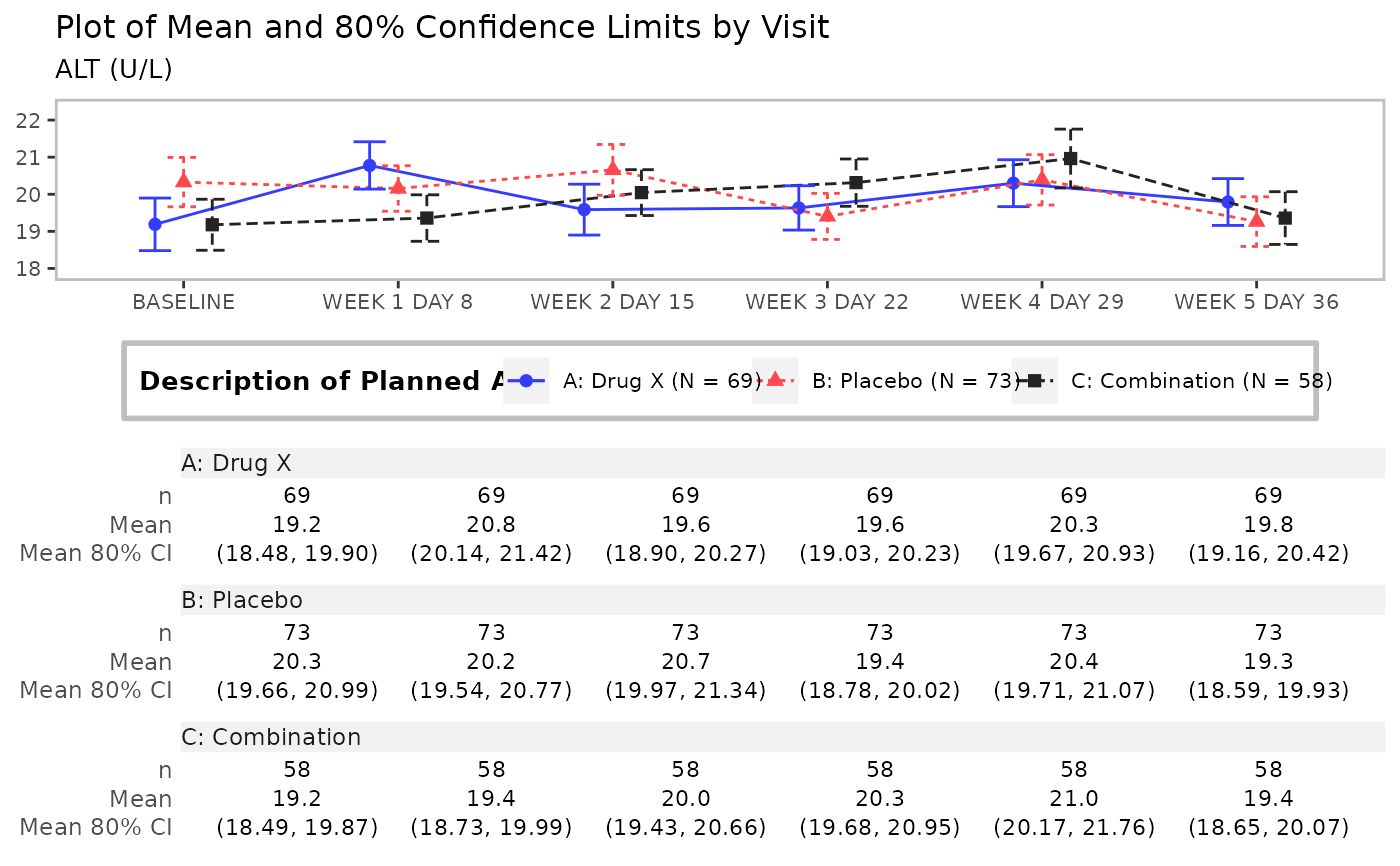 Plot of Mean and 80% Confidence Limits by Visit
ALT (U/L)
22
21
20
19
18
BASELINE WEEK 1 DAY 8 WEEK 2 DAY 15 WEEK 3 DAY 22 WEEK 4 DAY 29 WEEK 5 DAY 36
Description of Planned A A: Drug X (N = 69) B: Placebo (N = 73) C: Combination (N = 58)
A: Drug X
n 69 69 69 69 69 69
Mean 19.2 20.8 19.6 19.6 20.3 19.8
Mean 80% CI (18.48, 19.90) (20.14, 21.42) (18.90, 20.27) (19.03, 20.23) (19.67, 20.93) (19.16, 20.42)
B: Placebo
n 73 73 73 73 73 73
Mean 20.3 20.2 20.7 19.4 20.4 19.3
Mean 80% CI (19.66, 20.99) (19.54, 20.77) (19.97, 21.34) (18.78, 20.02) (19.71, 21.07) (18.59, 19.93)
C: Combination
n 58 58 58 58 58 58
Mean 19.2 19.4 20.0 20.3 21.0 19.4
Mean 80% CI (18.49, 19.87) (18.73, 19.99) (19.43, 20.66) (19.68, 20.95) (20.17, 21.76) (18.65, 20.07)